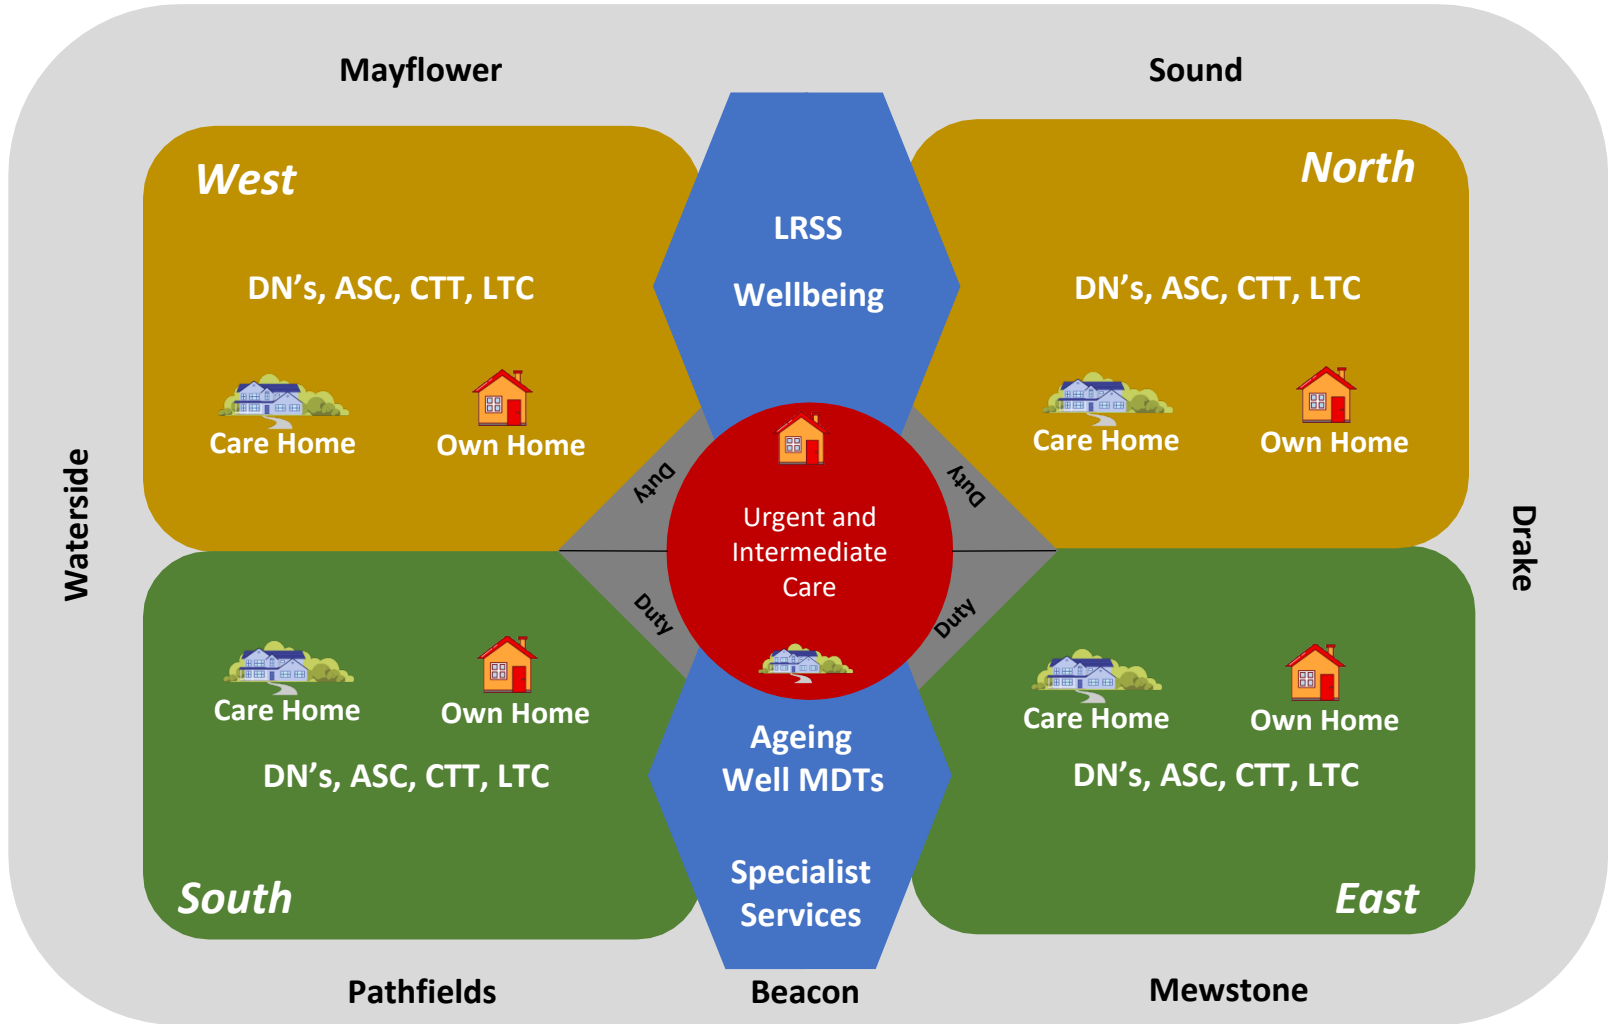 Mayflower
Sound
West
North
LRSS
Wellbeing
DN’s, ASC, CTT, LTC
DN’s, ASC, CTT, LTC
Care Home
Own Home
Care Home
Own Home
Waterside
Drake
Duty
Duty
Urgent and
Intermediate
Care
Duty
Duty
Care Home
Own Home
Care Home
Own Home
DN’s, ASC, CTT, LTC
DN’s, ASC, CTT, LTC
Ageing
Well MDTs
Specialist
Services
South
East
Pathfields
Beacon
Mewstone